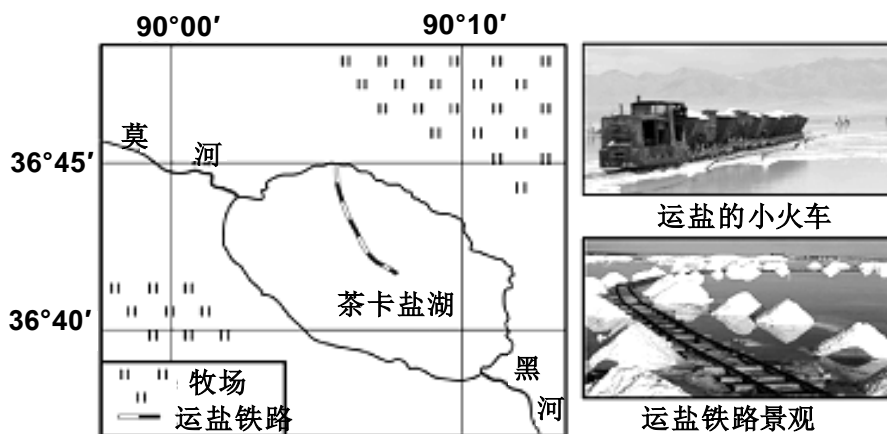 90°00′ 90°10′
36°45′
36°40′
莫河
茶卡盐湖
黑河
牧场
运盐铁路
运盐的小火车
运盐铁路景观